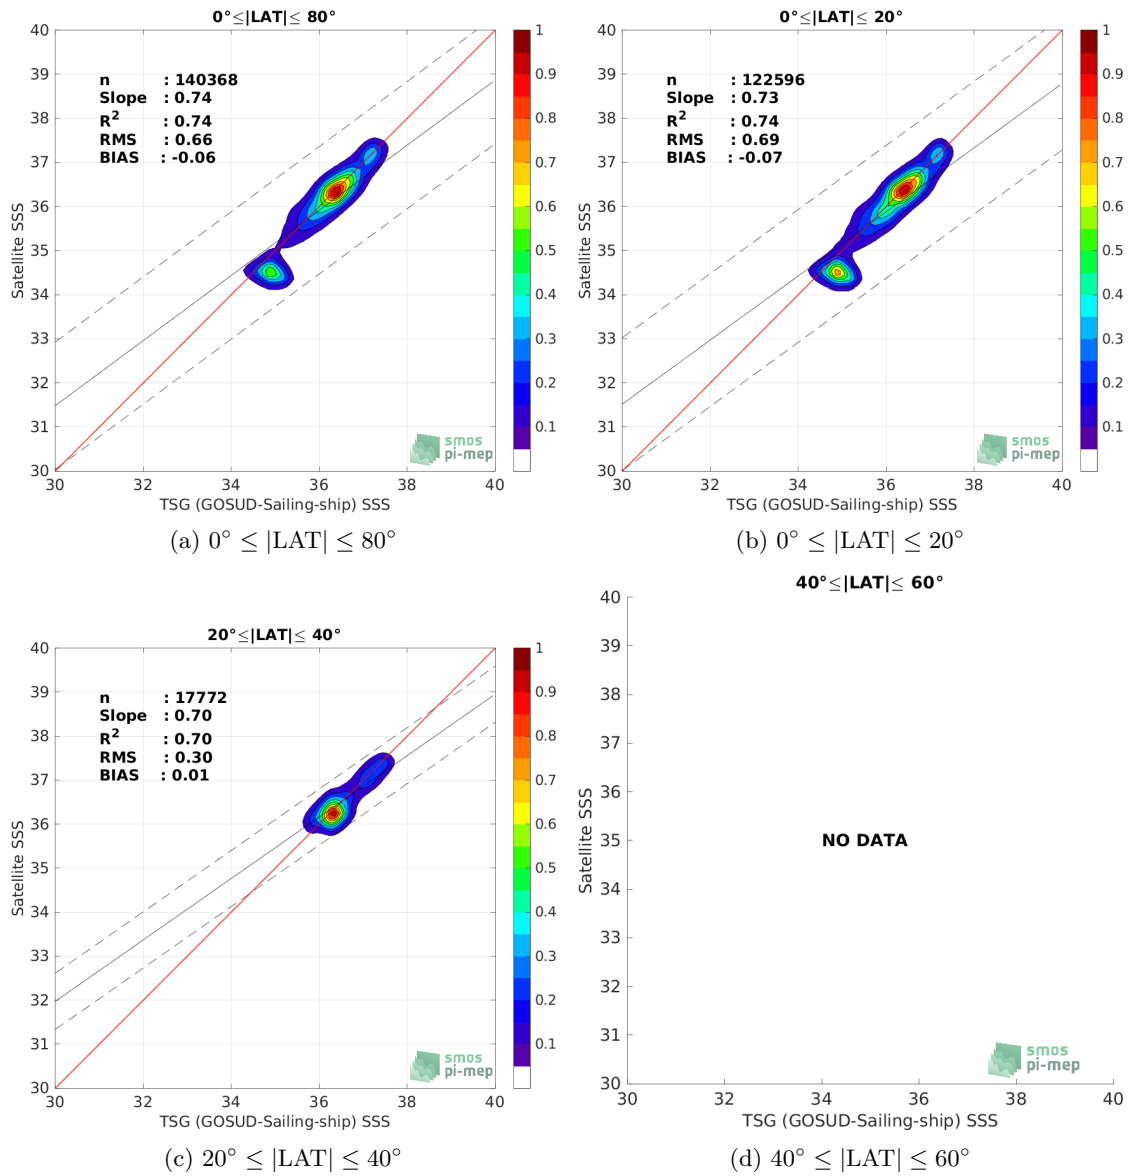 0°≤|LAT|≤ 80°
40
39
38
37
36
35
34
33
32
31
30
Satellite SSS
n : 140368
Slope : 0.74
R² : 0.74
RMS : 0.66
BIAS : -0.06
1
0.9
0.8
0.7
0.6
0.5
0.4
0.3
0.2
0.1
smos
pi-mep
30 32 34 36 38 40
TSG (GOSUD-Sailing-ship) SSS
(a) 0° ≤ |LAT| ≤ 80°
0°≤|LAT|≤ 20°
40
39
38
37
36
35
34
33
32
31
30
Satellite SSS
n : 122596
Slope : 0.73
R² : 0.74
RMS : 0.69
BIAS : -0.07
1
0.9
0.8
0.7
0.6
0.5
0.4
0.3
0.2
0.1
smos
pi-mep
30 32 34 36 38 40
TSG (GOSUD-Sailing-ship) SSS
(b) 0° ≤ |LAT| ≤ 20°
20°≤|LAT|≤ 40°
40
39
38
37
36
35
34
33
32
31
30
Satellite SSS
n : 17772
Slope : 0.70
R² : 0.70
RMS : 0.30
BIAS : 0.01
1
0.9
0.8
0.7
0.6
0.5
0.4
0.3
0.2
0.1
smos
pi-mep
30 32 34 36 38 40
TSG (GOSUD-Sailing-ship) SSS
(c) 20° ≤ |LAT| ≤ 40°
40°≤|LAT|≤ 60°
40
39
38
37
36
35
34
33
32
31
30
Satellite SSS
NO DATA
smos
pi-mep
30 32 34 36 38 40
TSG (GOSUD-Sailing-ship) SSS
(d) 40° ≤ |LAT| ≤ 60°